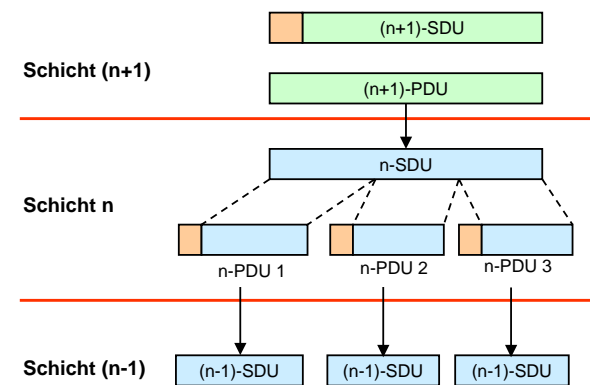 (n+1)-SDU
Schicht (n+1)
(n+1)-PDU
n-SDU
Schicht n
n-PDU 1
n-PDU 2
n-PDU 3
Schicht (n-1)
(n-1)-SDU
(n-1)-SDU
(n-1)-SDU